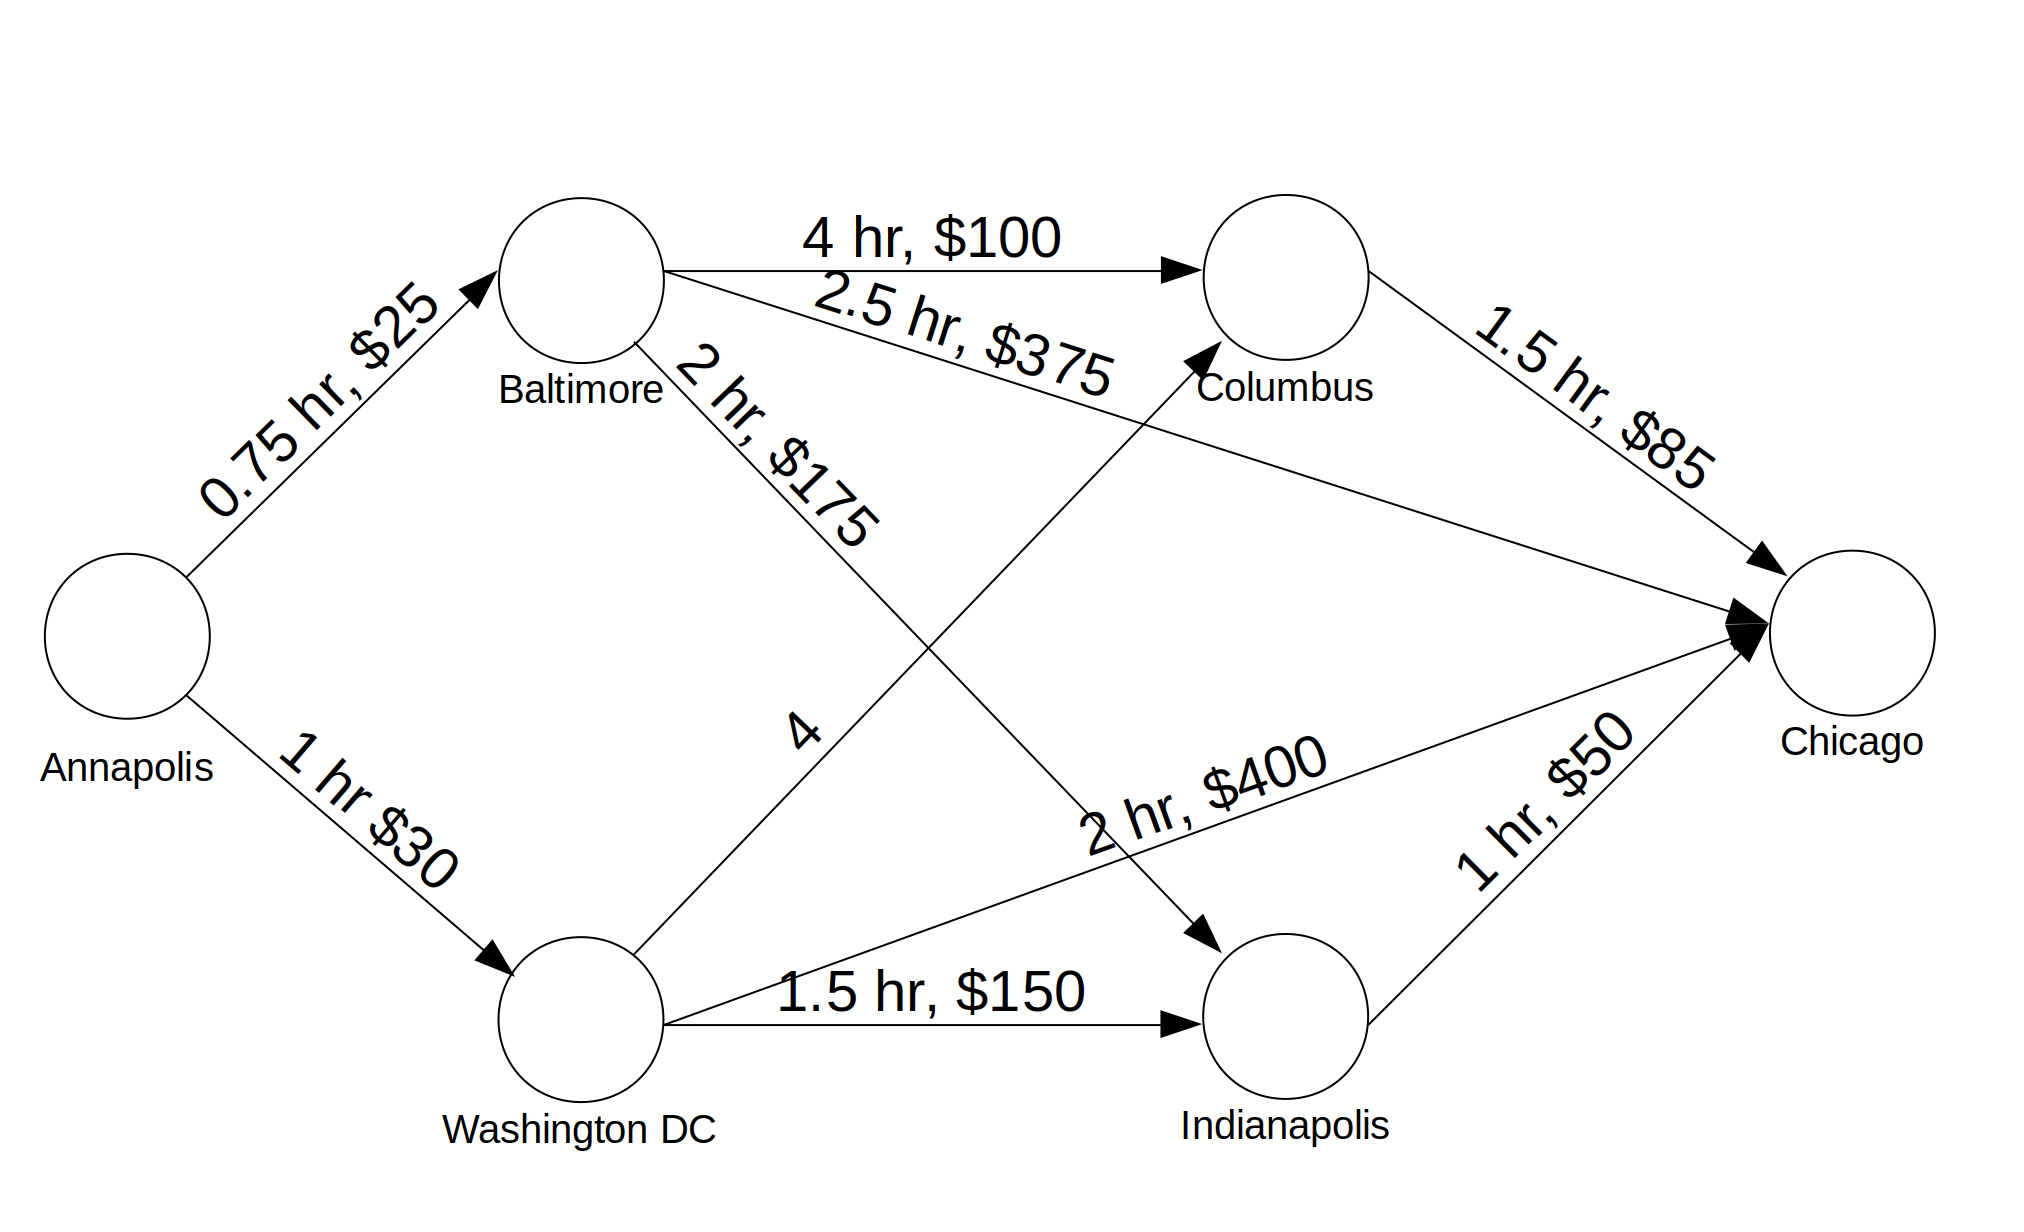 4 hr, $100
2.5 hr, $375
0.75 hr, $25
1.5 hr, $85
Baltimore
Columbus
2 hr, $175
Annapolis
Chicago
4
1 hr $30
2 hr, $400
1 hr, $50
1.5 hr, $150
Washington DC
Indianapolis